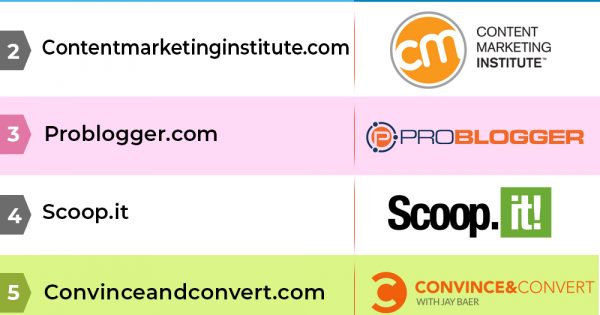 2
Contentmarketinginstitute.com
cm
CONTENT
MARKETING
INSTITUTE™
3
Problogger.com
P PROBLOGGER
4
Scoop.it
Scoop.it!
5
Convinceandconvert.com
C CONVINCE&CONVERT
WITH JAY BAER